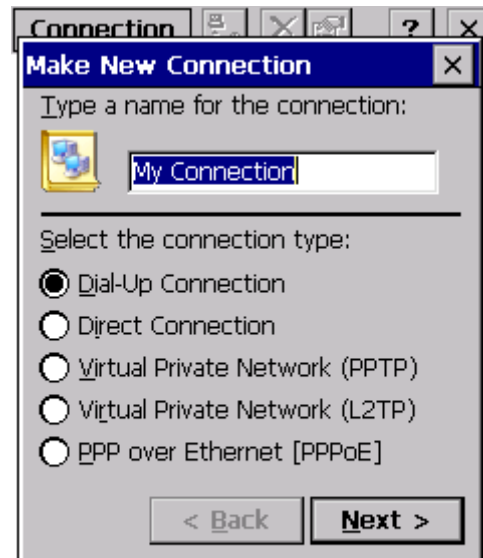 Connection ? ×
Make New Connection ×
Type a name for the connection:
My Connection
Select the connection type:
Dial-Up Connection
Direct Connection
Virtual Private Network (PPTP)
Virtual Private Network (L2TP)
PPP over Ethernet [PPPoE]
< Back Next >